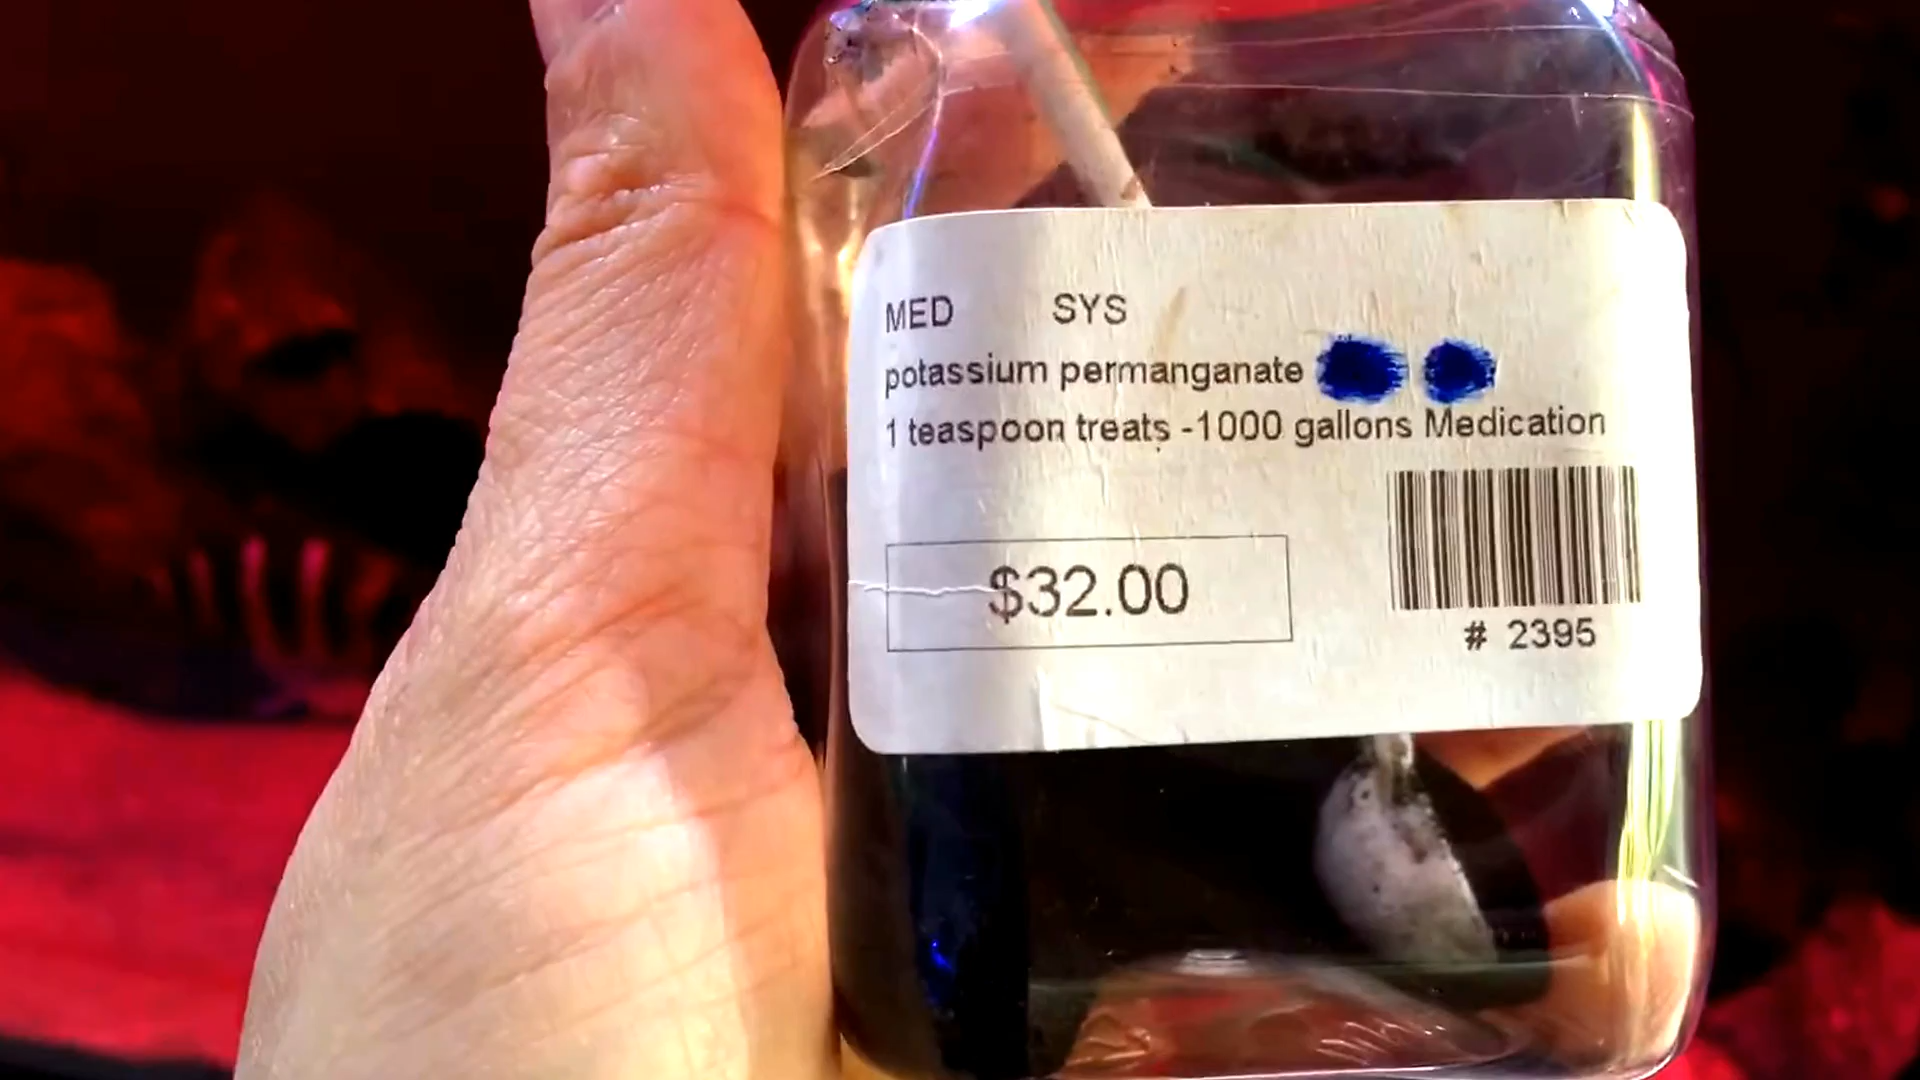 MED SYS
potassium permanganate
1 teaspoon treats -1000 gallons Medication
$32.00
# 2395